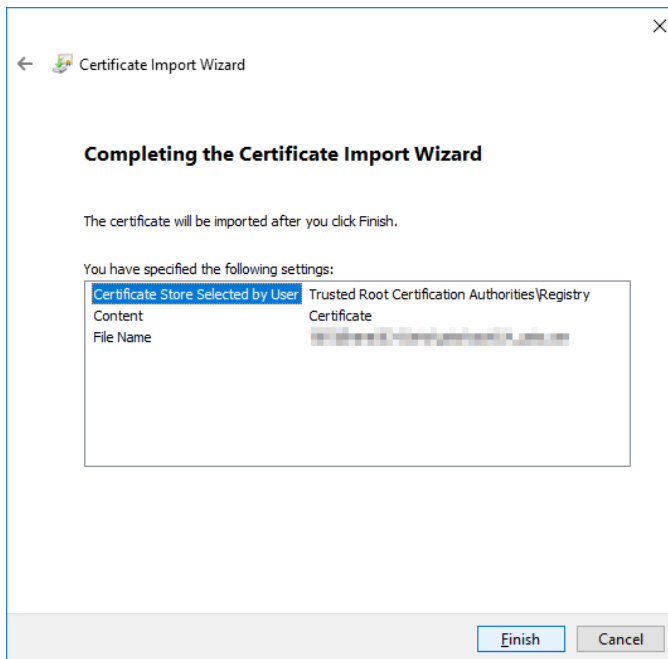 Certificate Import Wizard
Completing the Certificate Import Wizard
The certificate will be imported after you click Finish.
You have specified the following settings:
Certificate Store Selected by User Trusted Root Certification Authorities\Registry
Content Certificate
File Name
Finish Cancel